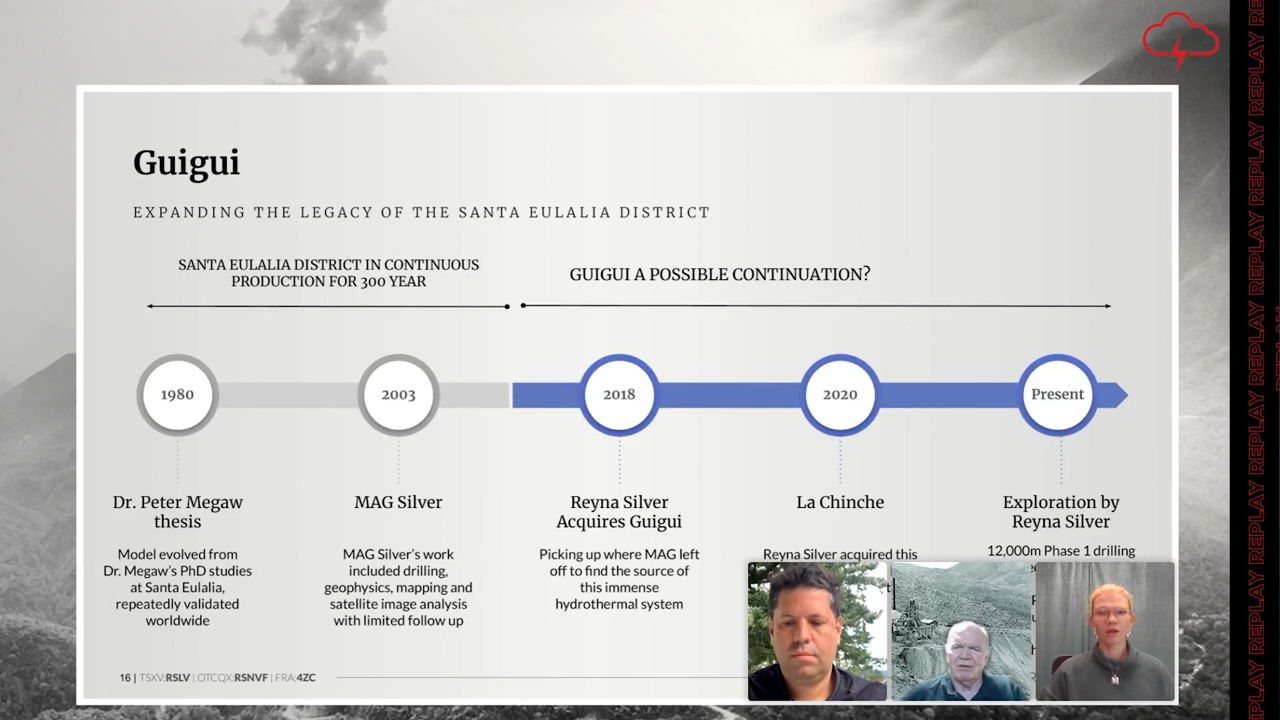 Guigui
EXPANDING THE LEGACY OF THE SANTA EULALIA DISTRICT
SANTA EULALIA DISTRICT IN CONTINUOUS
PRODUCTION FOR 300 YEAR
GUIGUI A POSSIBLE CONTINUATION?
1980
2003
2018
2020
Present
Dr. Peter Megaw
thesis
Model evolved from
Dr. Megaw's PhD studies
at Santa Eulalia,
repeatedly validated
worldwide
MAG Silver
MAG Silver's work
included drilling,
geophysics, mapping and
satellite image analysis
with limited follow up
Reyna Silver
Acquires Guigui
Picking up where MAG left
off to find the source of
this immense
hydrothermal system
La Chinche
Reyna Silver acquired this
Exploration by
Reyna Silver
12,000m Phase 1 drilling
16 | TSXV:RSLV | OTCQX:RSNVF | FRA:4ZC
REPLAY REPLAY REPLAY REPLAY REPLAY REPLAY REPLAY REPLAY